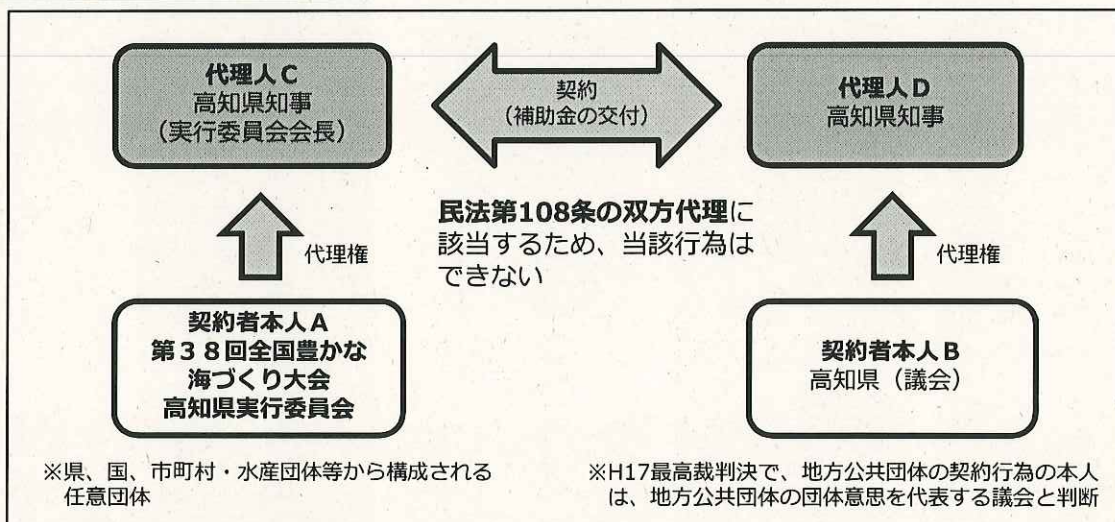 代理人C
高知県知事
(実行委員会会長)
契約
(補助金の交付)
代理人D
高知県知事
民法第108条の双方代理に
該当するため、当該行為は
できない
代理権
代理権
契約者本人A
第38回全国豊かな
海づくり大会
高知県実行委員会
契約者本人B
高知県(議会)
※県、国、市町村・水産団体等から構成される
任意団体
※H17最高裁判決で、地方公共団体の契約行為の本人
は、地方公共団体の団体意思を代表する議会と判断